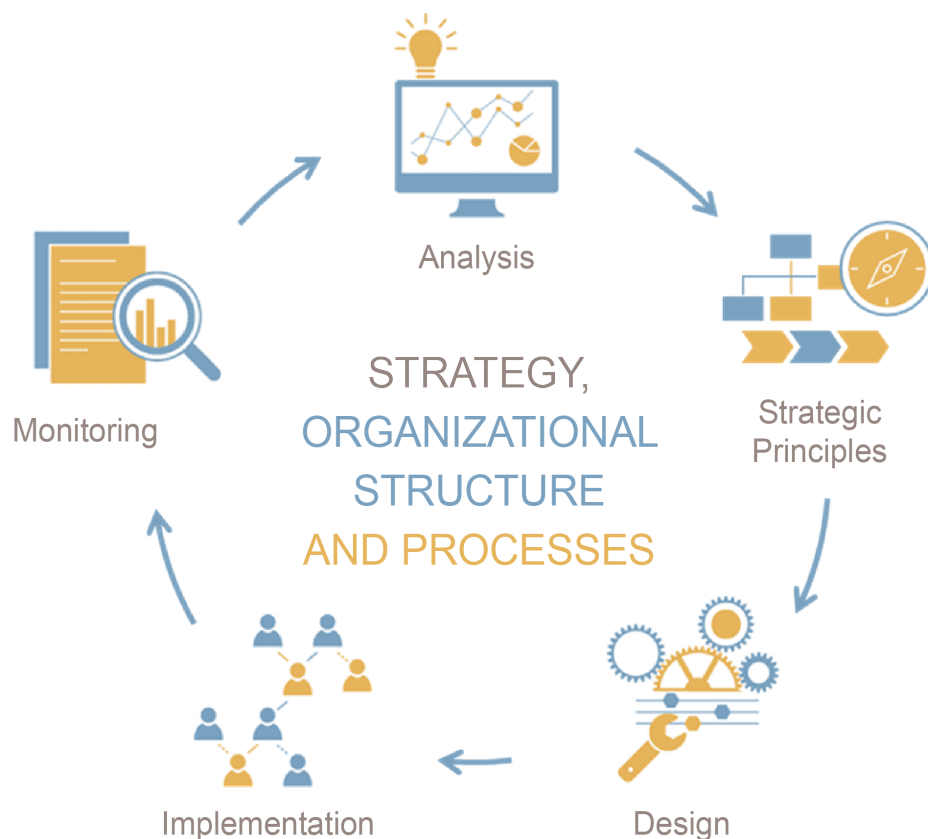 Analysis
Strategic
Principles
Design
Implementation
Monitoring
STRATEGY,
ORGANIZATIONAL
STRUCTURE
AND PROCESSES